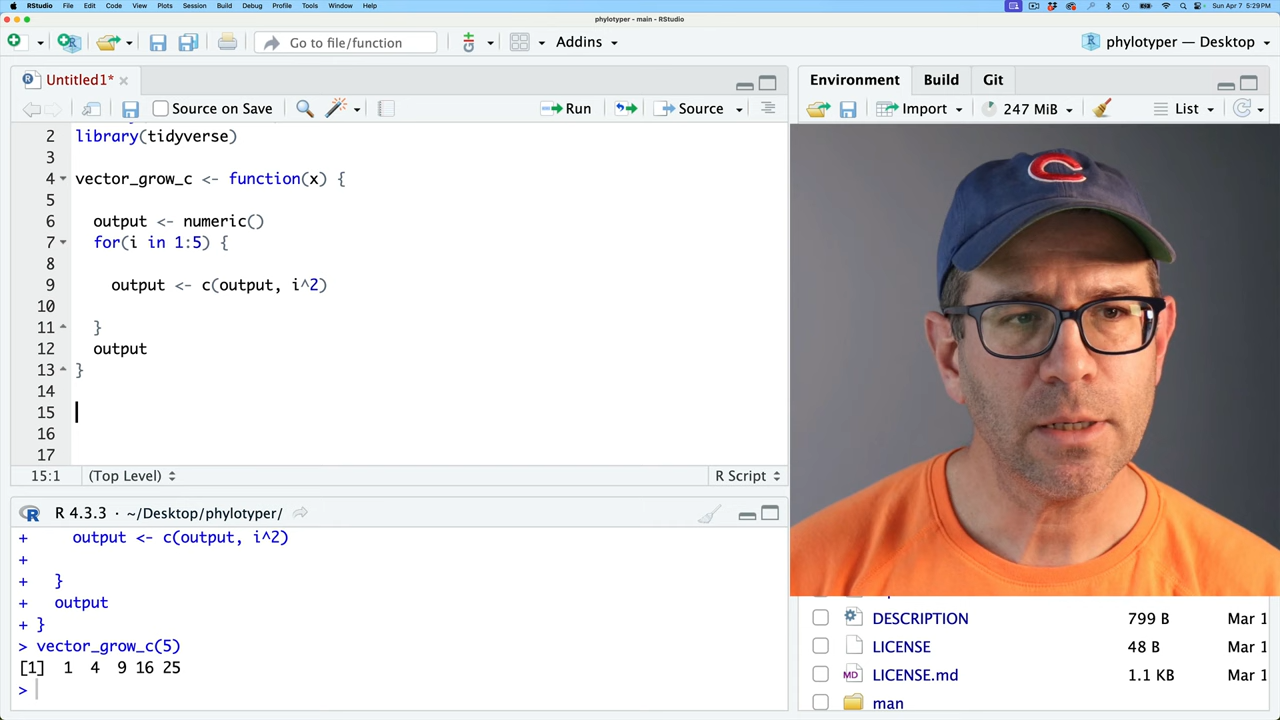 RStudio File Edit Code View Plots Session Build Debug Profile Tools Window Help Sun Apr 7 5:29 PM
phylotyper - main - RStudio
Go to file/function Addins phylotyper — Desktop
Untitled1*
Source on Save Run Source
2 library(tidyverse)
3
4 vector_grow_c <- function(x) {
5
6 output <- numeric()
7 for(i in 1:5) {
8
9 output <- c(output, i^2)
10
11 }
12 output
13 }
14
15
16
17
15:1 (Top Level) R Script
R 4.3.3 · ~/Desktop/phylotyper/
+ output <- c(output, i^2)
+
+ }
+ output
+ }
> vector_grow_c(5)
[1] 1 4 9 16 25
>
Environment Build Git
Import 247 MiB List
C
DESCRIPTION 799 B Mar 1
LICENSE 48 B Mar 1
MD LICENSE.md 1.1 KB Mar 1
man